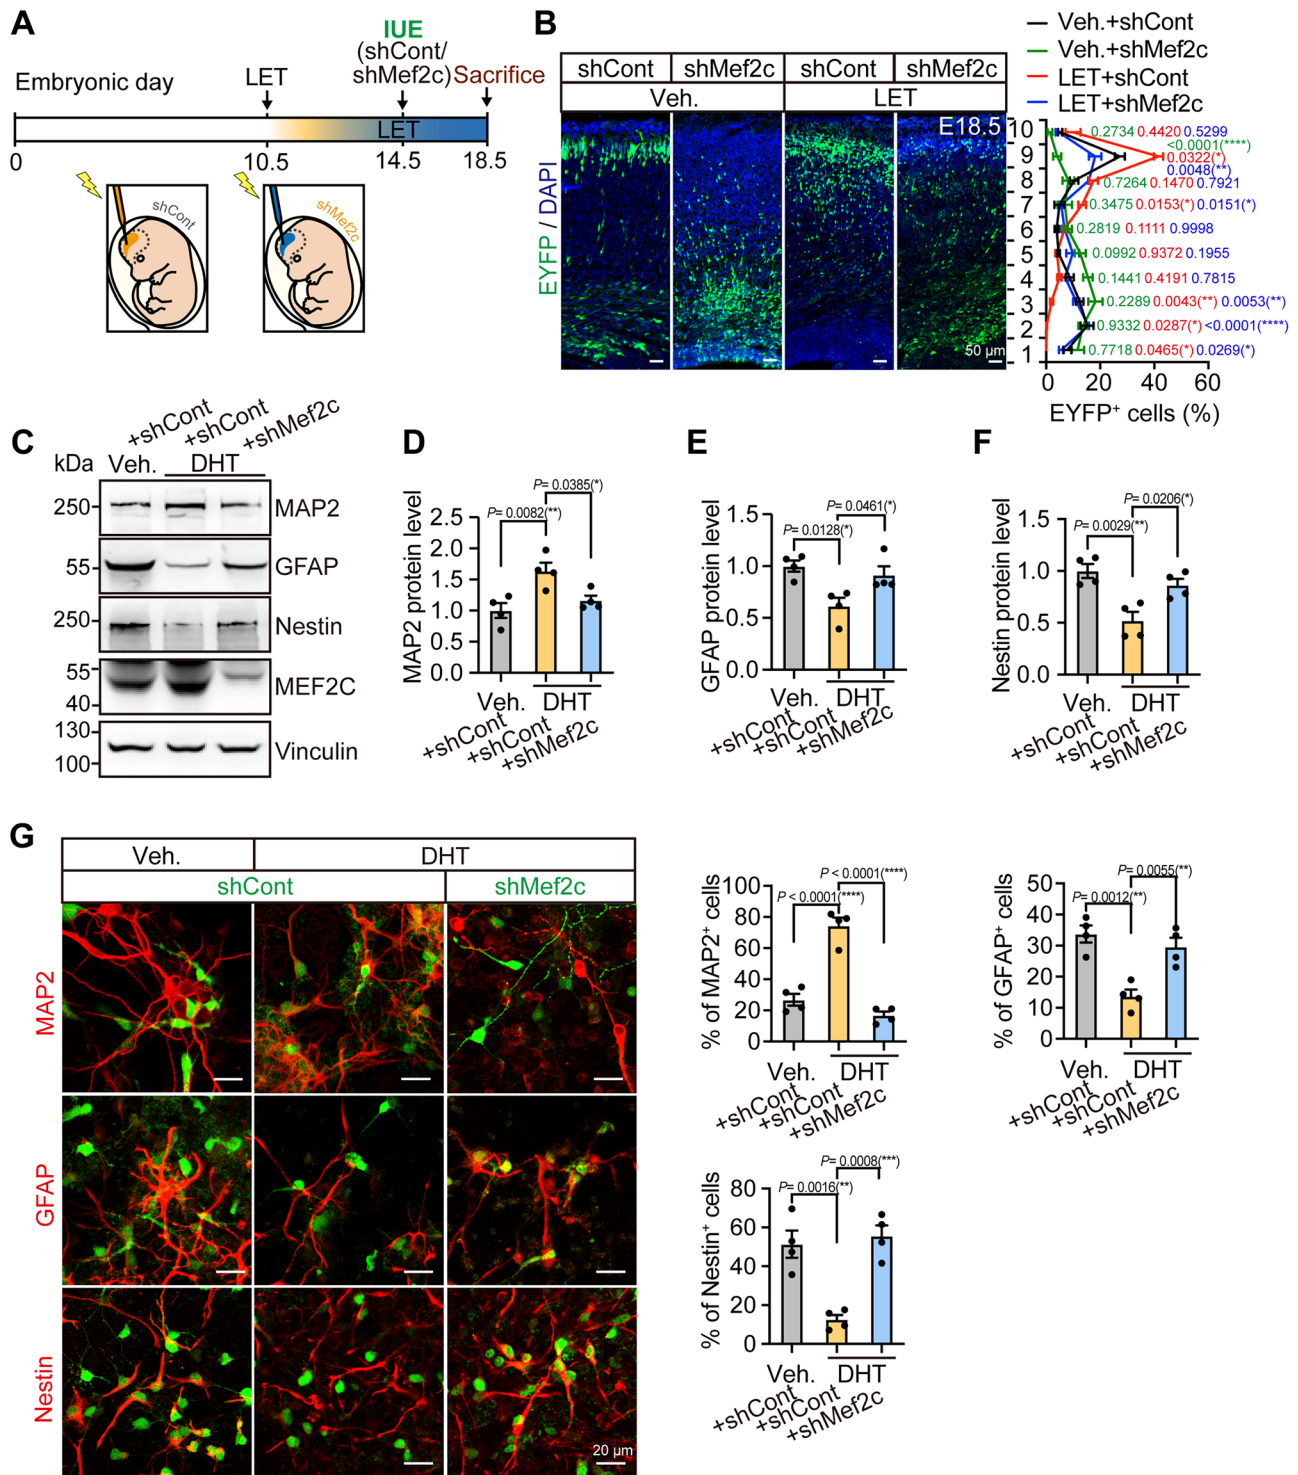 A
Embryonic day
LET
IUE
(shCont/
shMef2c)
Sacrifice
LET
0
10.5
14.5
18.5
shCont
shMef2c
B
shCont
shMef2c
shCont
shMef2c
Veh.
LET
EYFP / DAPI
E18.5
50 µm
Veh.+shCont
Veh.+shMef2c
LET+shCont
LET+shMef2c
10
0.2734 0.4420 0.5299
<0.0001(****)
9
0.0322(*)
0.0048(**)
8
0.7264 0.1470 0.7921
7
0.3475 0.0153(*) 0.0151(*)
6
0.2819 0.1111 0.9998
5
0.0992 0.9372 0.1955
4
0.1441 0.4191 0.7815
3
0.2289 0.0043(**) 0.0053(**)
2
0.9332 0.0287(*) <0.0001(****)
1
0.7718 0.0465(*) 0.0269(*)
0 20 40 60
EYFP+ cells (%)
C
+shCont
+shCont
+shMef2c
kDa
Veh.
DHT
250
MAP2
55
GFAP
250
Nestin
55
40
MEF2C
130
100
Vinculin
D
P= 0.0385(*)
P= 0.0082(**)
MAP2 protein level
2.5
2.0
1.5
1.0
0.5
0.0
Veh.
DHT
+shCont
+shCont
+shMef2c
E
P= 0.0461(*)
P= 0.0128(*)
GFAP protein level
1.5
1.0
0.5
0.0
Veh.
DHT
+shCont
+shCont
+shMef2c
F
P= 0.0206(*)
P= 0.0029(**)
Nestin protein level
1.5
1.0
0.5
0.0
Veh.
DHT
+shCont
+shCont
+shMef2c
G
Veh.
DHT
shCont
shMef2c
MAP2
GFAP
Nestin
20 µm
P < 0.0001(****)
P < 0.0001(****)
% of MAP2+ cells
100
80
60
40
20
0
Veh.
DHT
+shCont
+shCont
+shMef2c
P= 0.0055(**)
P= 0.0012(**)
% of GFAP+ cells
50
40
30
20
10
0
Veh.
DHT
+shCont
+shCont
+shMef2c
P= 0.0008(***)
P= 0.0016(**)
% of Nestin+ cells
80
60
40
20
0
Veh.
DHT
+shCont
+shCont
+shMef2c